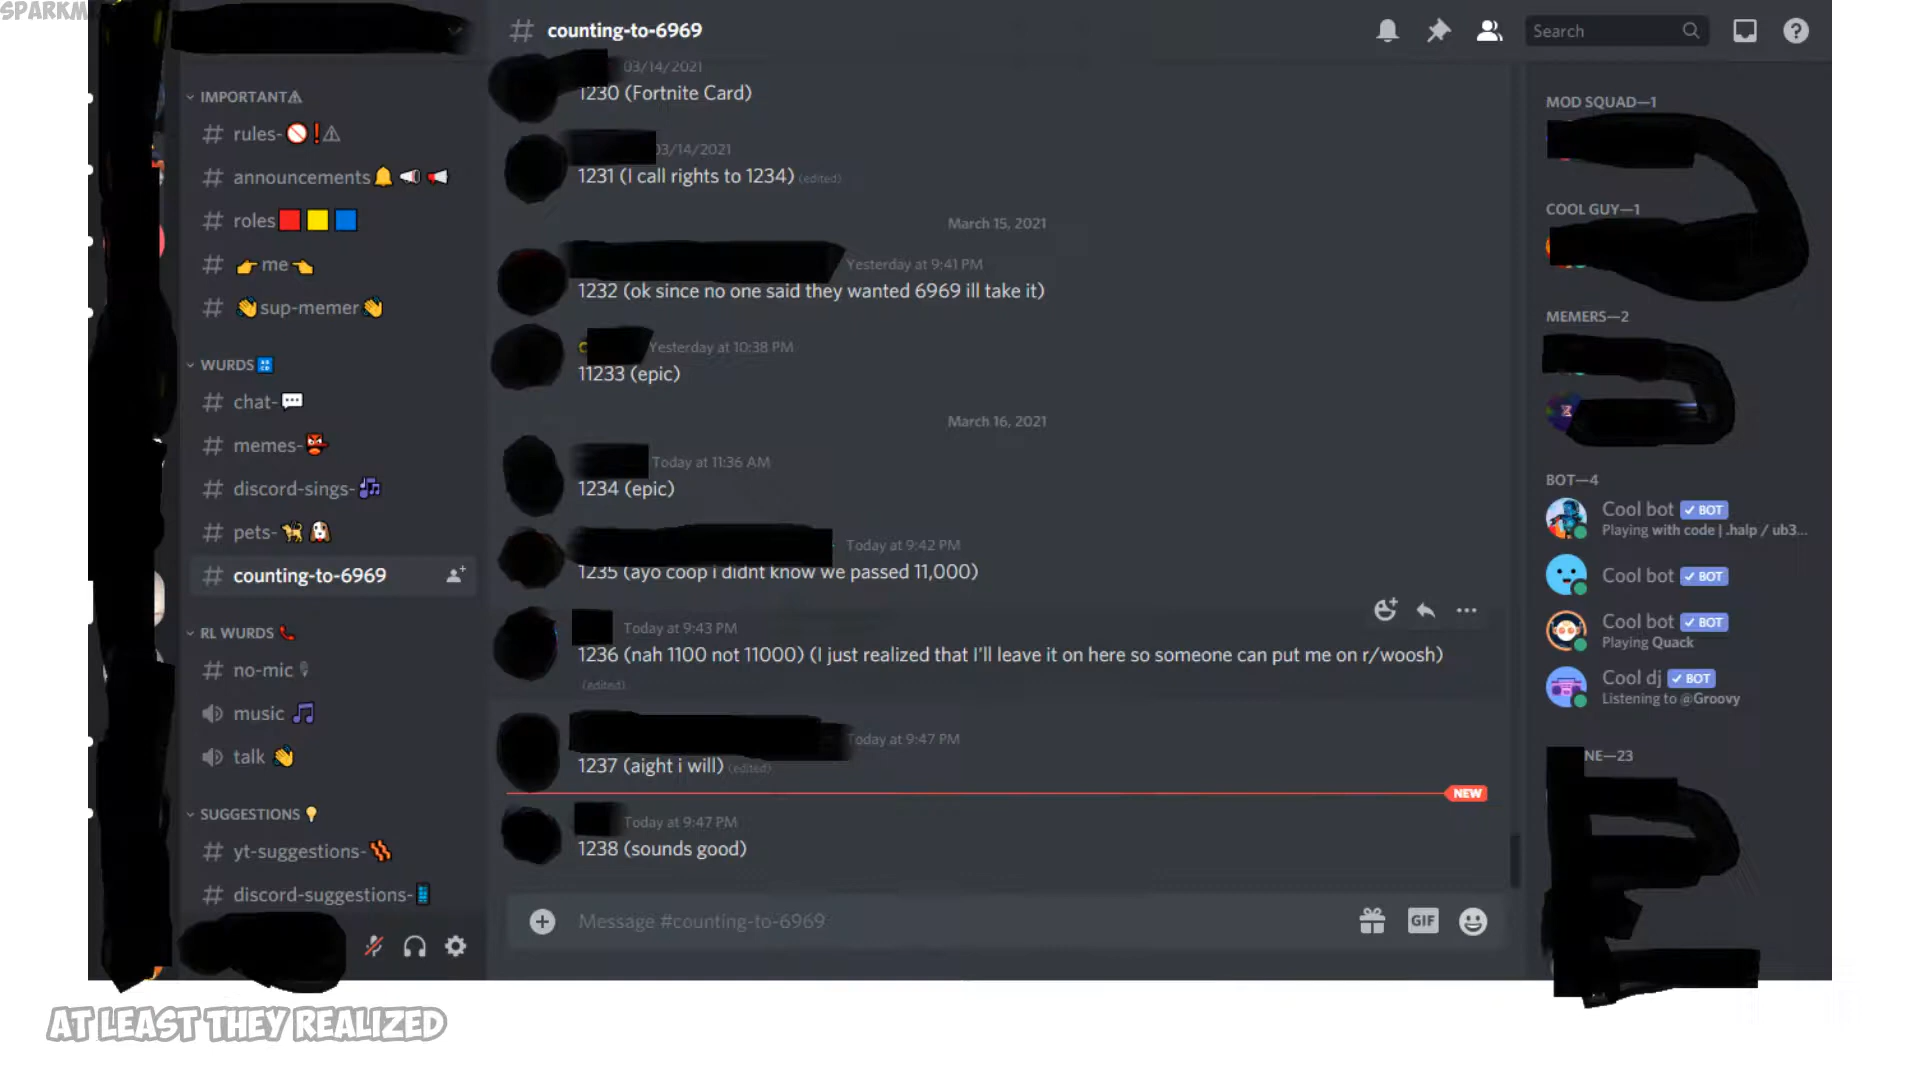 SPARKM
counting-to-6969
Search
IMPORTANT⚠
rules-🚫❗⚠
announcements🔔📢📣
roles🟥🟨🟦
👉me👈
👋sup-memer👋
WURDS🔠
chat-💬
memes-👺
discord-sings-🎶
pets-🐕🐶
counting-to-6969
RL WURDS📞
no-mic🎙
music🎵
talk👋
SUGGESTIONS💡
yt-suggestions-🥓
discord-suggestions-📱
03/14/2021
1230 (Fortnite Card)
03/14/2021
1231 (I call rights to 1234) (edited)
March 15, 2021
Yesterday at 9:41 PM
1232 (ok since no one said they wanted 6969 ill take it)
Yesterday at 10:38 PM
11233 (epic)
March 16, 2021
Today at 11:36 AM
1234 (epic)
Today at 9:42 PM
1235 (ayo coop i didnt know we passed 11,000)
Today at 9:43 PM
1236 (nah 1100 not 11000) (I just realized that I'll leave it on here so someone can put me on r/woosh)
(edited)
Today at 9:47 PM
1237 (aight i will) (edited)
NEW
Today at 9:47 PM
1238 (sounds good)
Message #counting-to-6969
GIF
MOD SQUAD—1
COOL GUY—1
MEMERS—2
BOT—4
Cool bot ✓ BOT
Playing with code | .halp / ub3...
Cool bot ✓ BOT
Cool bot ✓ BOT
Playing Quack
Cool dj ✓ BOT
Listening to @Groovy
NE—23
AT LEAST THEY REALIZED